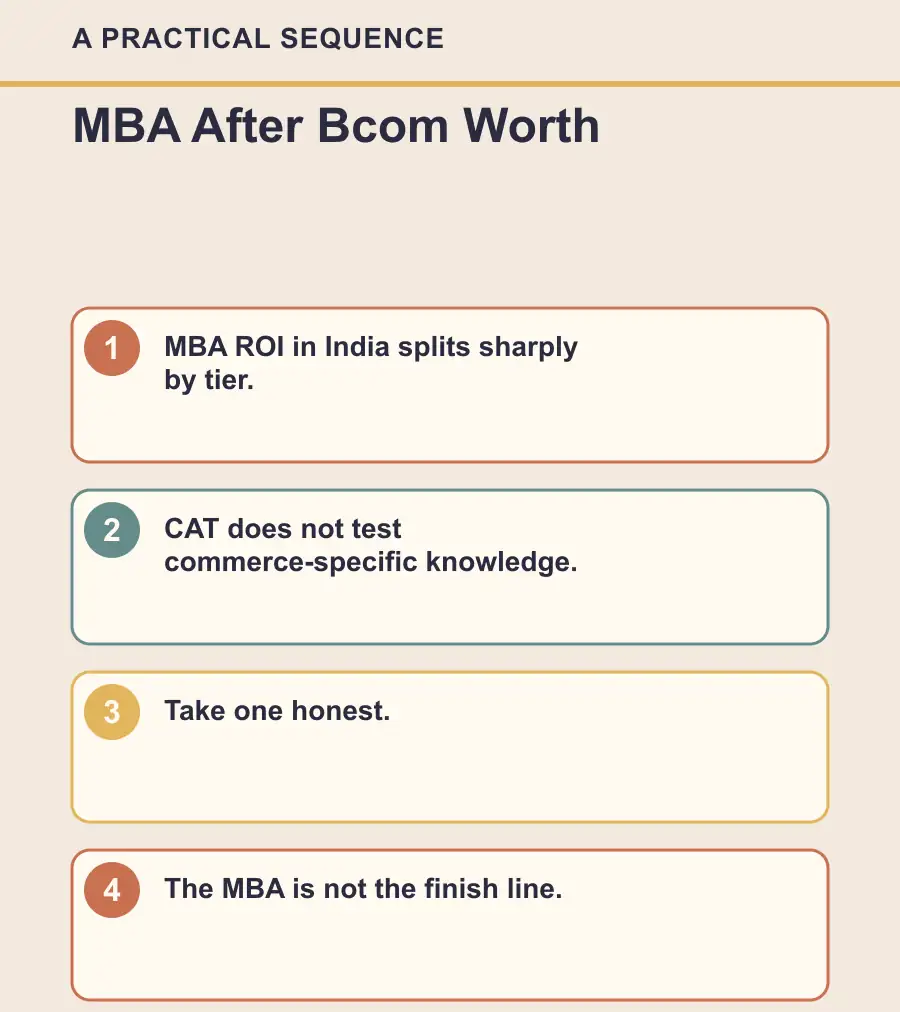 A PRACTICAL SEQUENCE
MBA After Bcom Worth
1
MBA ROI in India splits sharply
by tier.
2
CAT does not test
commerce-specific knowledge.
3
Take one honest.
4
The MBA is not the finish line.